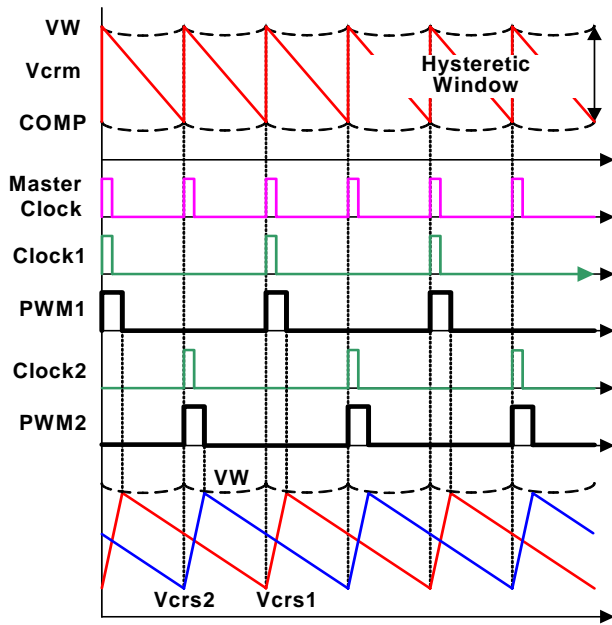 VW
Vcrm
Hysteretic
Window
COMP
Master
Clock
Clock1
PWM1
Clock2
PWM2
VW
Vcrs2
Vcrs1